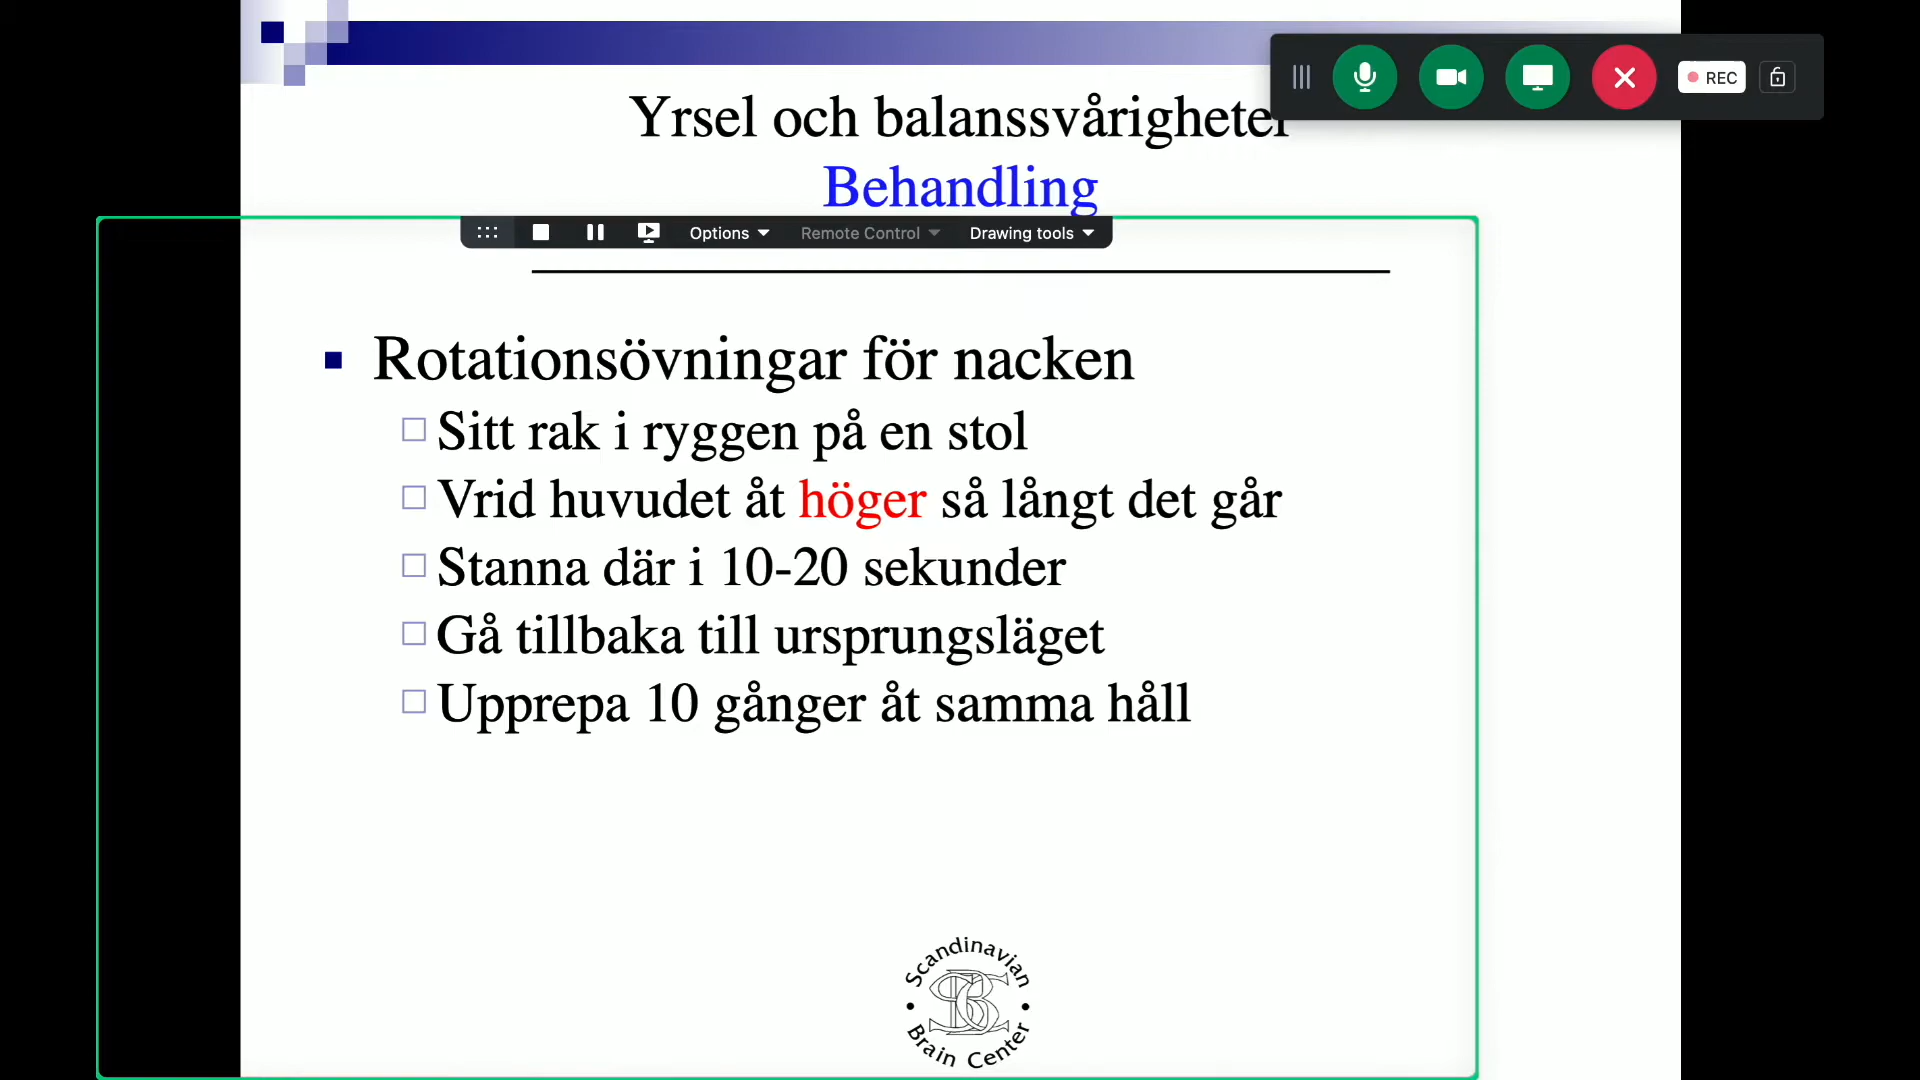 REC
Yrsel och balanssvårigheter
Behandling
Options
Remote Control
Drawing tools
Rotationsövningar för nacken
Sitt rak i ryggen på en stol
Vrid huvudet åt höger så långt det går
Stanna där i 10-20 sekunder
Gå tillbaka till ursprungsläget
Upprepa 10 gånger åt samma håll
Scandinavian
Brain Center